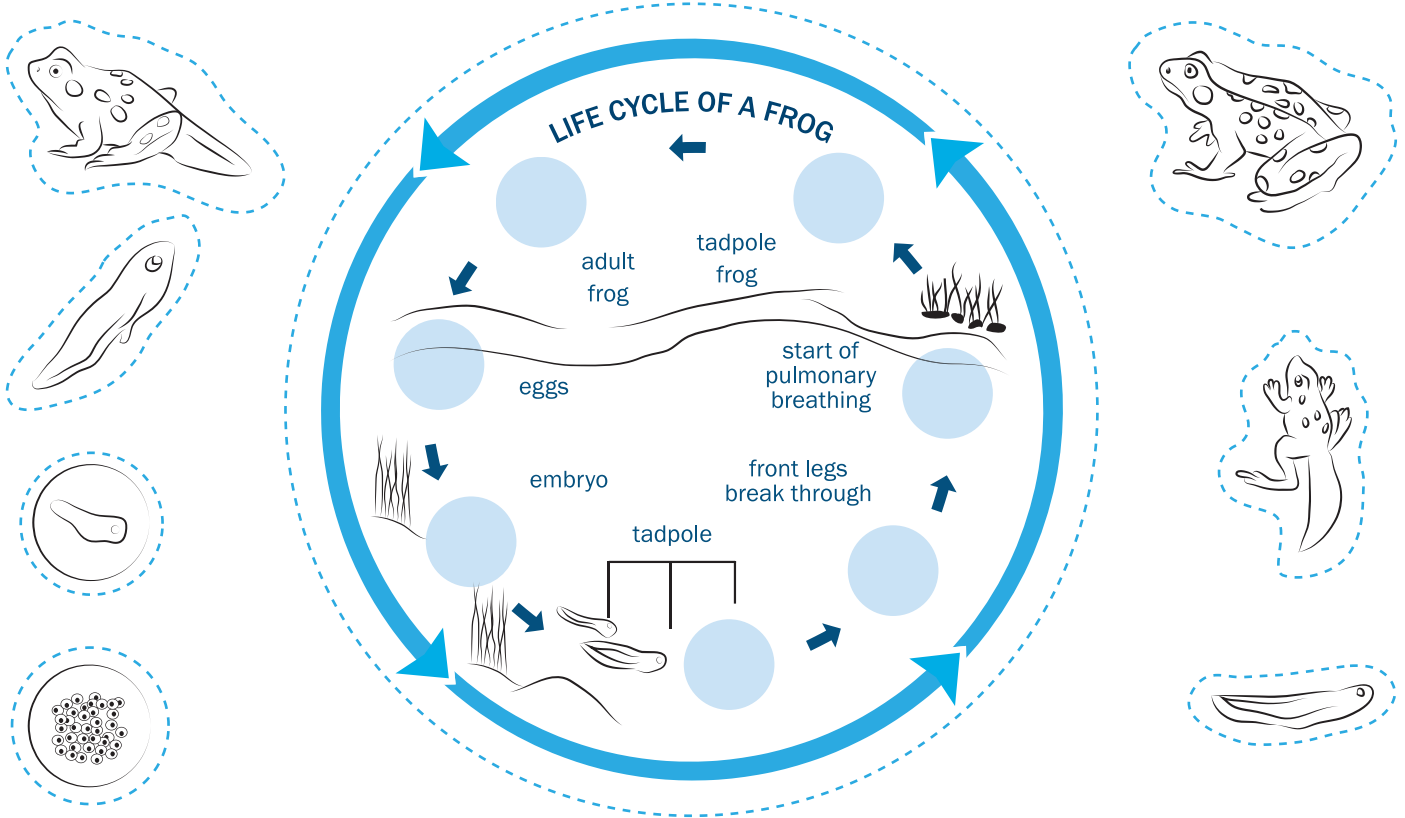 LIFE CYCLE OF A FROG
adult
frog
tadpole
frog
eggs
start of
pulmonary
breathing
embryo
front legs
break through
tadpole